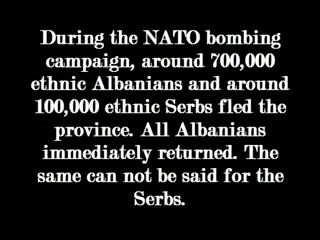 During the NATO bombing
campaign, around 700,000
ethnic Albanians and around
100,000 ethnic Serbs fled the
province. All Albanians
immediately returned. The
same can not be said for the
Serbs.